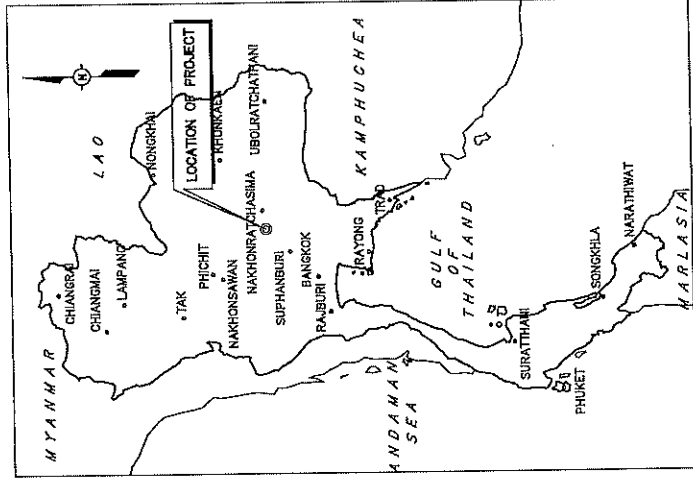 MYANMAR
LAO
N
CHIANGRAI
CHIANGMAI
LAMPANG
NONGKHAI
LOCATION OF PROJECT
TAK
PHICHIT
KHONKAEN
NAKHONSAWAN
NAKHONRATCHASIMA
UBOLRATCHATHANI
SUPHANBURI
BANGKOK
RAJBURI
RAYONG
KAMPHUCHEA
TRAD
ANDAMAN
SEA
GULF
OF
THAILAND
SURATTHANI
PHUKET
SONGKHLA
NARATHIWAT
MARLASIA